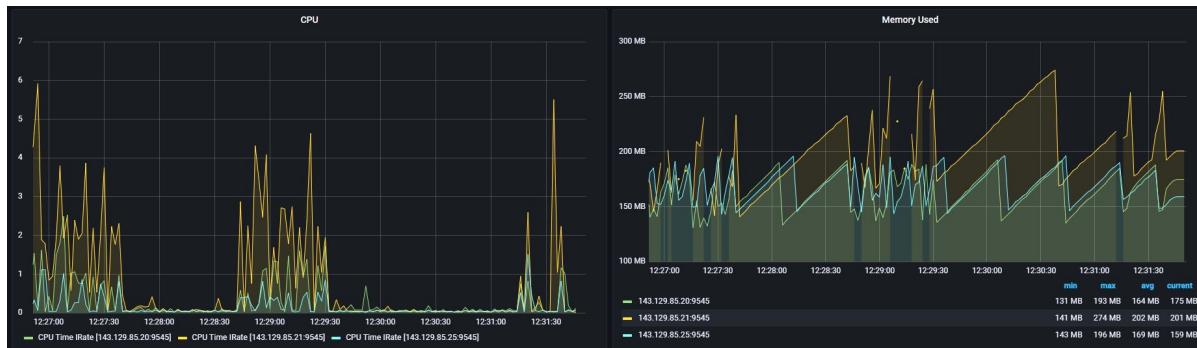 CPU
7
6
5
4
3
2
1
0
12:27:00 12:27:30 12:28:00 12:28:30 12:29:00 12:29:30 12:30:00 12:30:30 12:31:00 12:31:30
CPU Time IRate [143.129.85.20:9545] CPU Time IRate [143.129.85.21:9545] CPU Time IRate [143.129.85.25:9545]
Memory Used
300 MB
250 MB
200 MB
150 MB
100 MB
12:27:00 12:27:30 12:28:00 12:28:30 12:29:00 12:29:30 12:30:00 12:30:30 12:31:00 12:31:30
min max avg current
143.129.85.20:9545 131 MB 193 MB 164 MB 175 MB
143.129.85.21:9545 141 MB 274 MB 202 MB 201 MB
143.129.85.25:9545 143 MB 196 MB 169 MB 159 MB